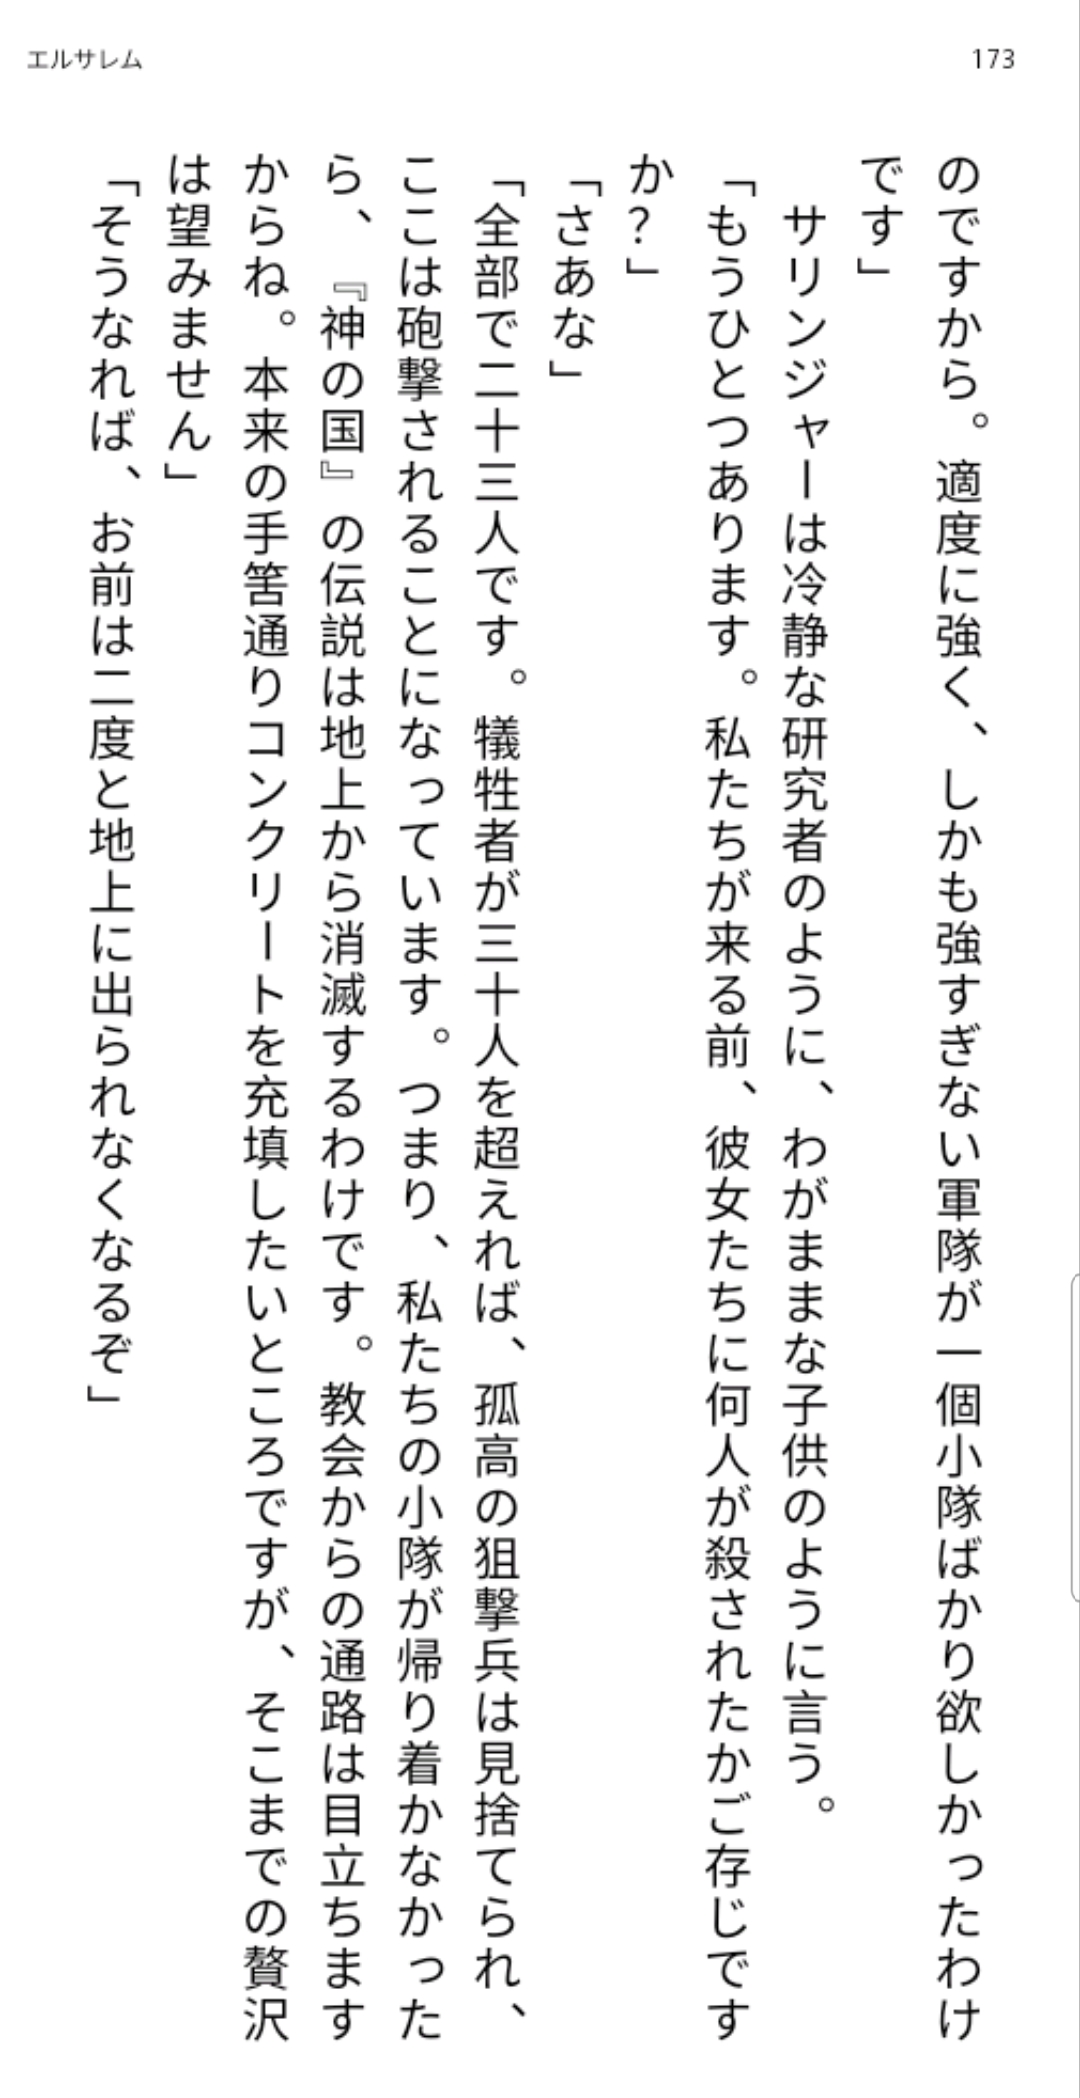 エルサレム
173
のですから。適度に強く、しかも強すぎない軍隊が一個小隊ばかり欲しかったわけ
です」
サリンジャーは冷静な研究者のように、わがままな子供のように言う。
「もうひとつあります。私たちが来る前、彼女たちに何人が殺されたかご存じです
か？」
「さあな」
「全部で二十三人です。犠牲者が三十人を超えれば、孤高の狙撃兵は見捨てられ、
ここは砲撃されることになっています。つまり、私たちの小隊が帰り着かなかった
ら、『神の国』の伝説は地上から消滅するわけです。教会からの通路は目立ちます
からね。本来の手筈通りコンクリートを充填したいところですが、そこまでの贅沢
は望みません」
「そうなれば、お前は二度と地上に出られなくなるぞ」